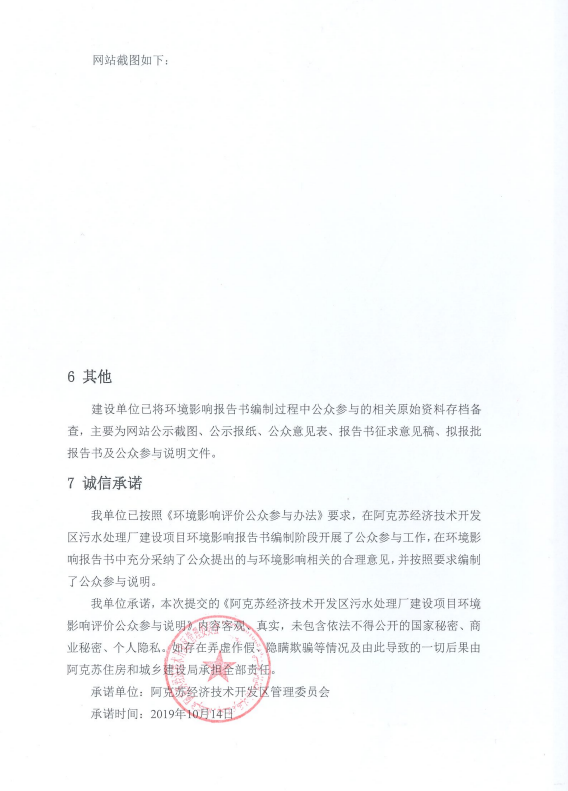 网站截图如下：
6 其他
建设单位已将环境影响报告书编制过程中公众参与的相关原始资料存档备
查，主要为网站公示截图、公示报纸、公众意见表、报告书征求意见稿、拟报批
报告书及公众参与说明文件。
7 诚信承诺
我单位已按照《环境影响评价公众参与办法》要求，在阿克苏经济技术开发
区污水处理厂建设项目环境影响报告书编制阶段开展了公众参与工作，在环境影
响报告书中充分采纳了公众提出的与环境影响相关的合理意见，并按照要求编制
了公众参与说明。
我单位承诺，本次提交的《阿克苏经济技术开发区污水处理厂建设项目环境
影响评价公众参与说明》内容客观、真实，未包含依法不得公开的国家秘密、商
业秘密、个人隐私。如存在弄虚作假、隐瞒欺骗等情况及由此导致的一切后果由
阿克苏住房和城乡建设局承担全部责任。
承诺单位：阿克苏经济技术开发区管理委员会
承诺时间：2019年10月14日